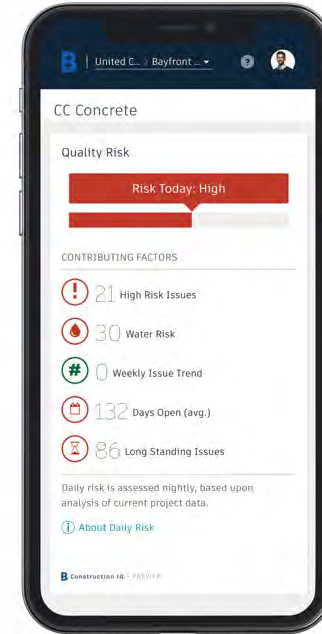 B | United C... › Bayfront ... ?
CC Concrete
Quality Risk
Risk Today: High
CONTRIBUTING FACTORS
! 21 High Risk Issues
30 Water Risk
# 0 Weekly Issue Trend
132 Days Open (avg.)
86 Long Standing Issues
Daily risk is assessed nightly, based upon
analysis of current project data.
i About Daily Risk
B Construction IQ - PREVIEW